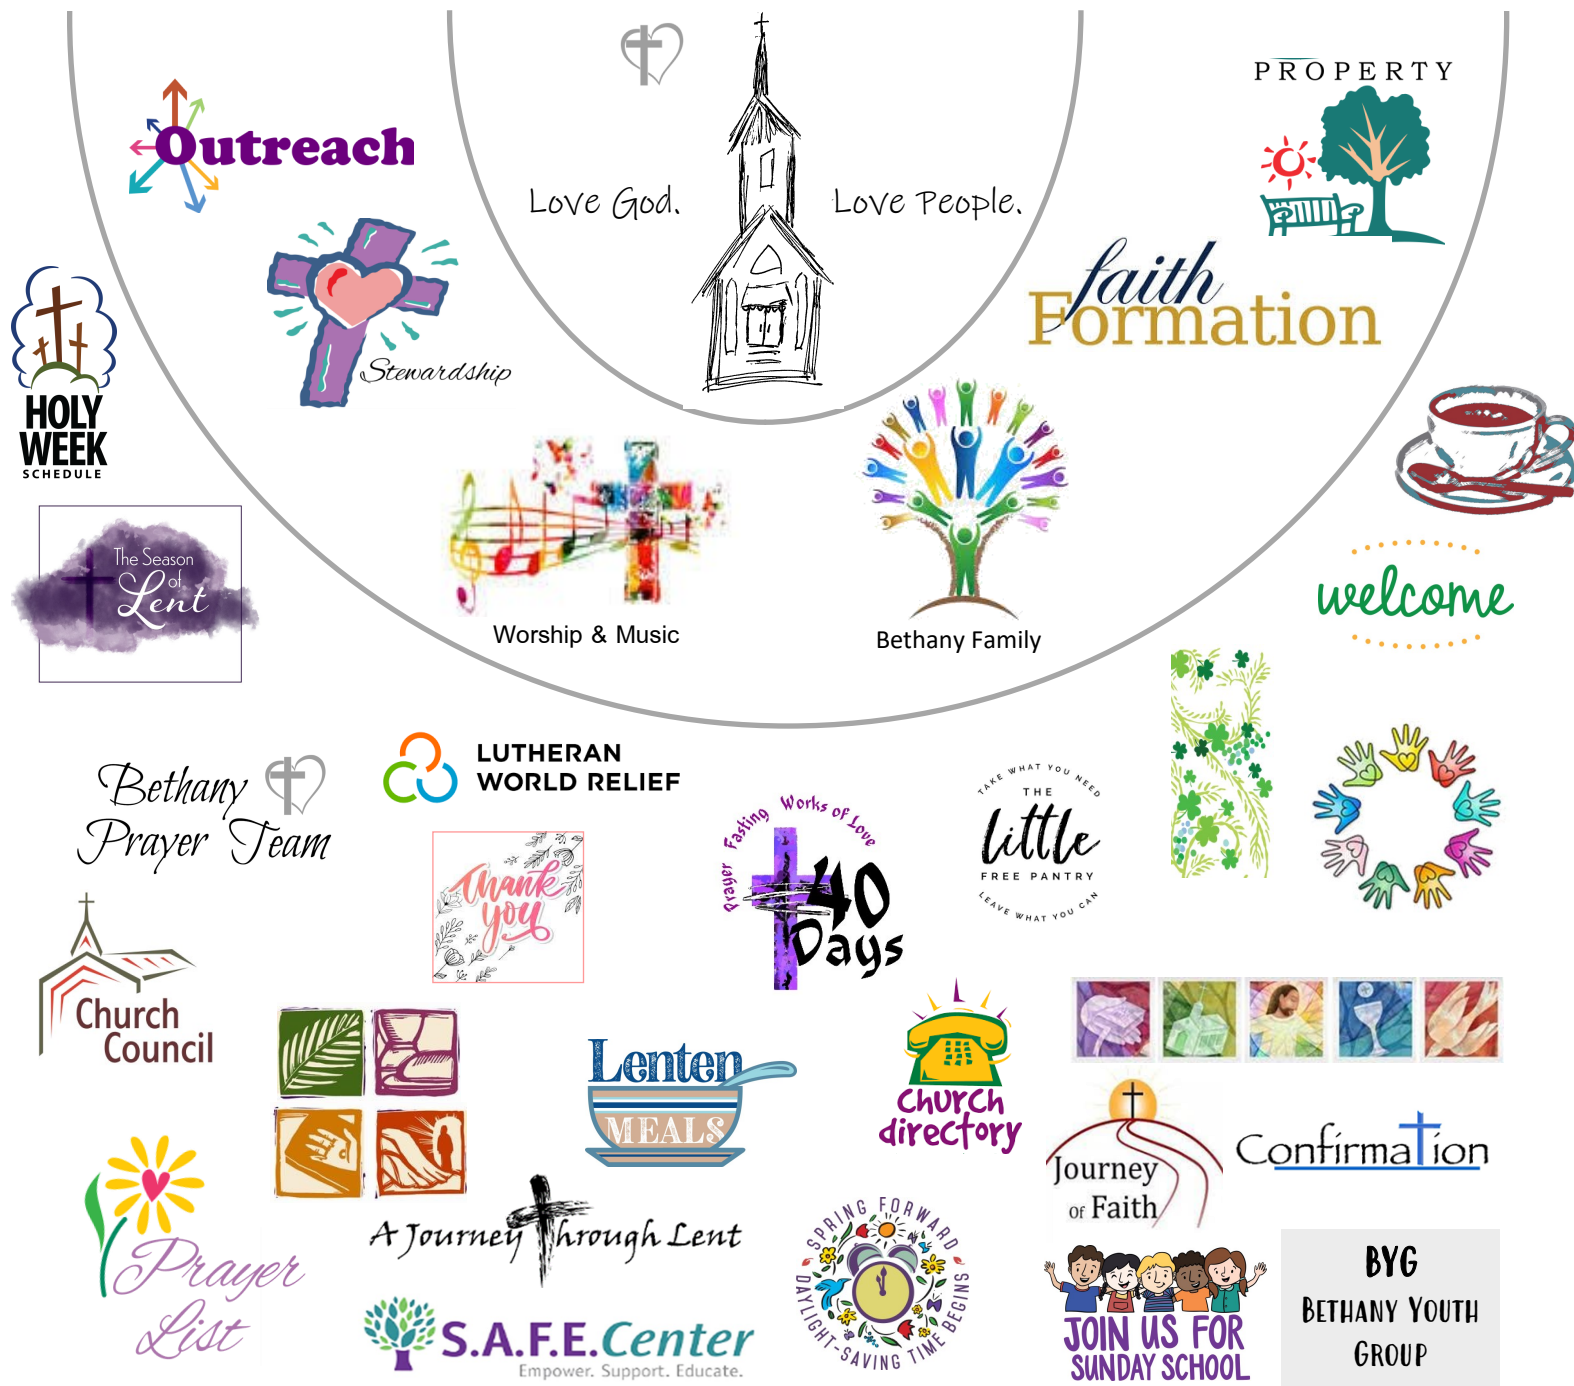 Outreach
Love God.
Love People.
PROPERTY
faith
Formation
Stewardship
HOLY
WEEK
SCHEDULE
The Season
of
Lent
Worship & Music
Bethany Family
welcome
Bethany
Prayer Team
LUTHERAN
WORLD RELIEF
Thank
you
Prayer Fasting Works of Love
40
Days
TAKE WHAT YOU NEED
THE
little
FREE PANTRY
LEAVE WHAT YOU CAN
Church
Council
Lenten
MEALS
church
directory
Journey
of Faith
Confirmation
Prayer
List
A Journey Through Lent
SPRING FORWARD
DAYLIGHT-SAVING TIME BEGINS
S.A.F.E.Center
Empower. Support. Educate.
JOIN US FOR
SUNDAY SCHOOL
BYG
BETHANY YOUTH
GROUP